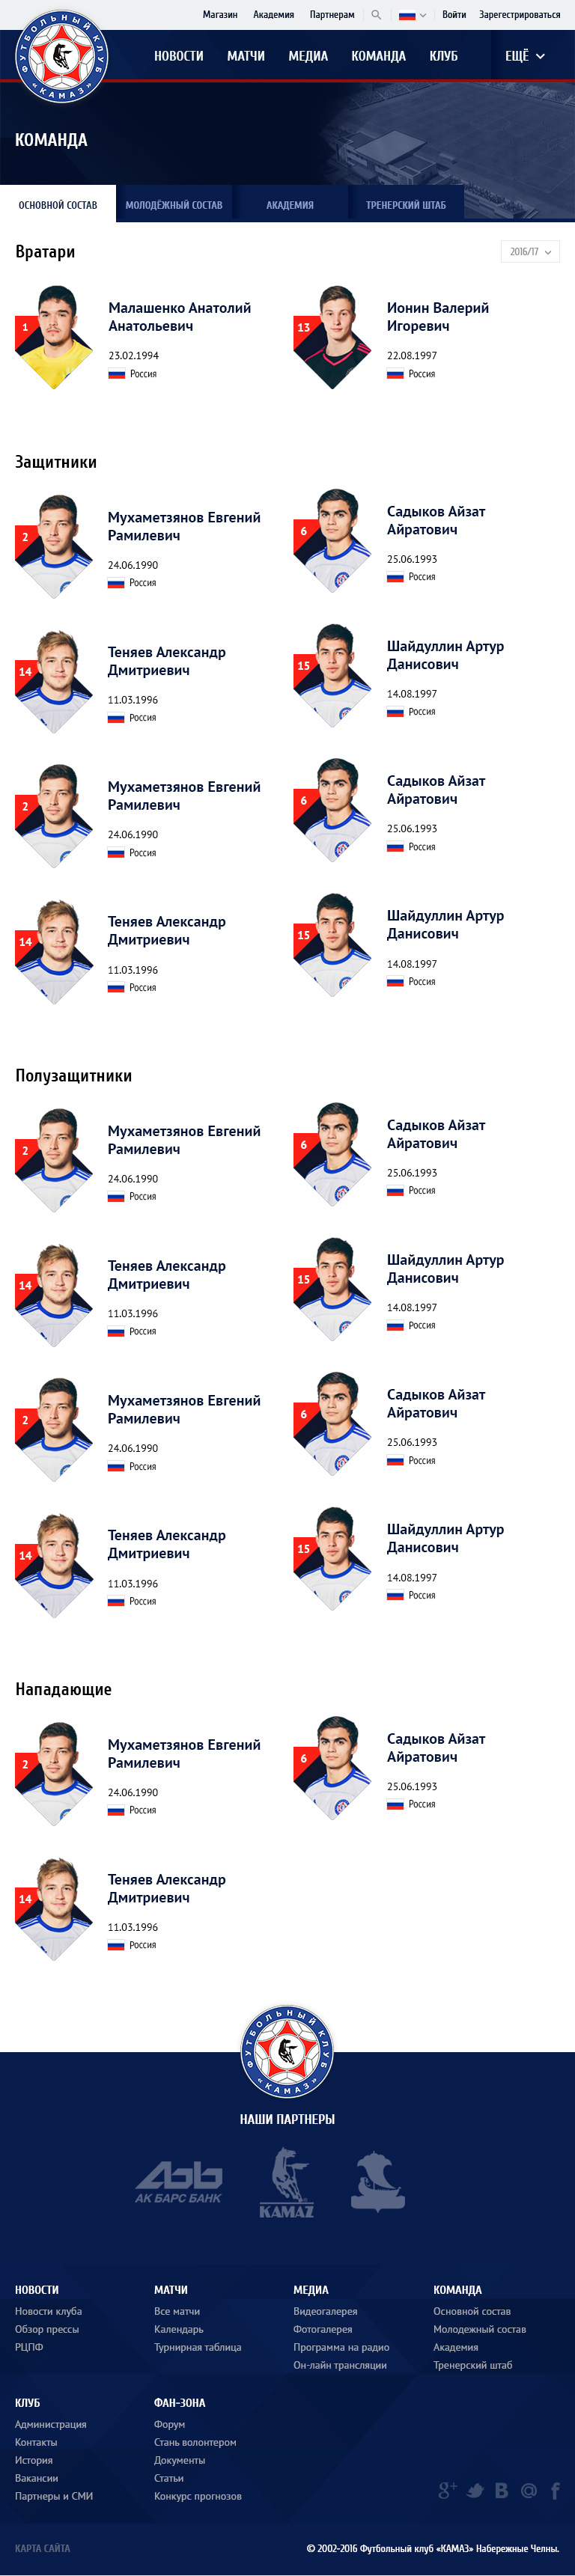 Магазин Академия Партнерам Войти Зарегестрироваться
ФУТБОЛЬНЫЙ КЛУБ «КАМАЗ»
НОВОСТИ МАТЧИ МЕДИА КОМАНДА КЛУБ ЕЩЁ
КОМАНДА
ОСНОВНОЙ СОСТАВ МОЛОДЁЖНЫЙ СОСТАВ АКАДЕМИЯ ТРЕНЕРСКИЙ ШТАБ
Вратари
2016/17
1
Малашенко Анатолий
Анатольевич
23.02.1994
Россия
13
Ионин Валерий
Игоревич
22.08.1997
Россия
Защитники
2
Мухаметзянов Евгений
Рамилевич
24.06.1990
Россия
6
Садыков Айзат
Айратович
25.06.1993
Россия
14
Теняев Александр
Дмитриевич
11.03.1996
Россия
15
Шайдуллин Артур
Данисович
14.08.1997
Россия
2
Мухаметзянов Евгений
Рамилевич
24.06.1990
Россия
6
Садыков Айзат
Айратович
25.06.1993
Россия
14
Теняев Александр
Дмитриевич
11.03.1996
Россия
15
Шайдуллин Артур
Данисович
14.08.1997
Россия
Полузащитники
2
Мухаметзянов Евгений
Рамилевич
24.06.1990
Россия
6
Садыков Айзат
Айратович
25.06.1993
Россия
14
Теняев Александр
Дмитриевич
11.03.1996
Россия
15
Шайдуллин Артур
Данисович
14.08.1997
Россия
2
Мухаметзянов Евгений
Рамилевич
24.06.1990
Россия
6
Садыков Айзат
Айратович
25.06.1993
Россия
14
Теняев Александр
Дмитриевич
11.03.1996
Россия
15
Шайдуллин Артур
Данисович
14.08.1997
Россия
Нападающие
2
Мухаметзянов Евгений
Рамилевич
24.06.1990
Россия
6
Садыков Айзат
Айратович
25.06.1993
Россия
14
Теняев Александр
Дмитриевич
11.03.1996
Россия
ФУТБОЛЬНЫЙ КЛУБ «КАМАЗ»
НАШИ ПАРТНЕРЫ
АК БАРС БАНК
KAMAZ
НОВОСТИ
Новости клуба
Обзор прессы
РЦПФ
МАТЧИ
Все матчи
Календарь
Турнирная таблица
МЕДИА
Видеогалерея
Фотогалерея
Программа на радио
Он-лайн трансляции
КОМАНДА
Основной состав
Молодежный состав
Академия
Тренерский штаб
КЛУБ
Администрация
Контакты
История
Вакансии
Партнеры и СМИ
ФАН-ЗОНА
Форум
Стань волонтером
Документы
Статьи
Конкурс прогнозов
КАРТА САЙТА
© 2002-2016 Футбольный клуб «КАМАЗ» Набережные Челны.